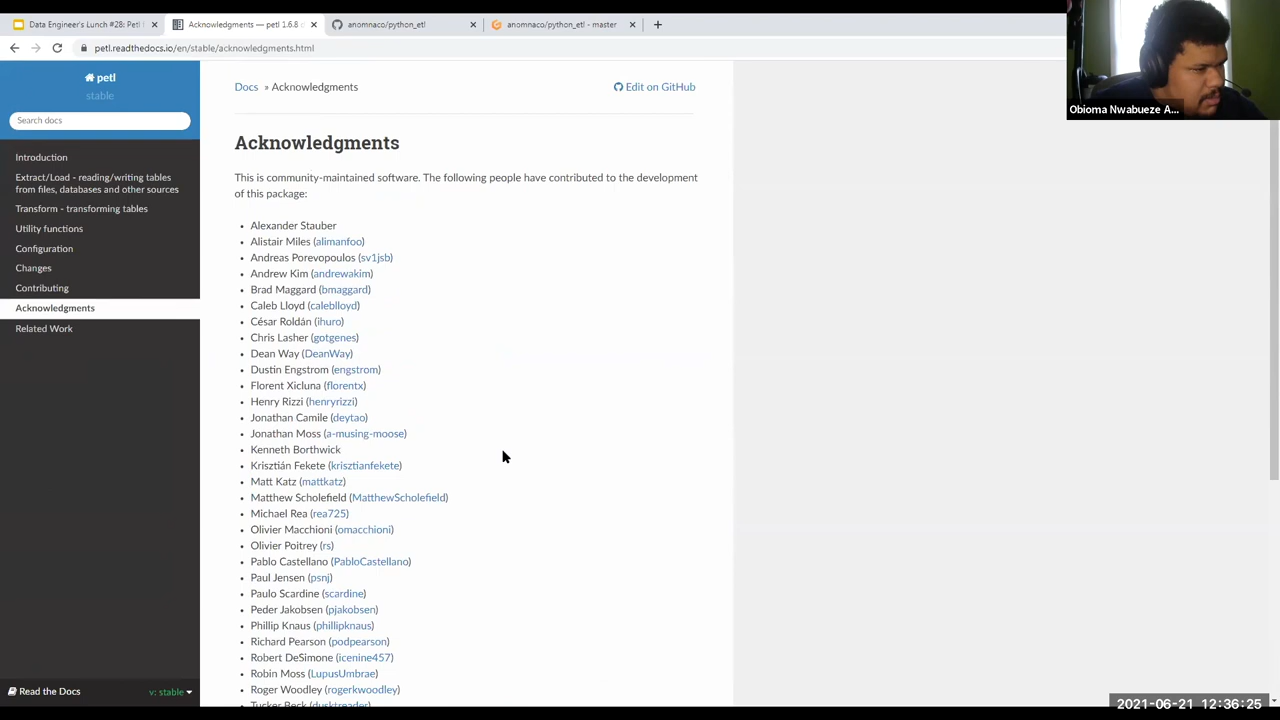 Data Engineer's Lunch #28: Petl f
Acknowledgments — petl 1.6.8 d
anomnaco/python_etl
anomnaco/python_etl - master
petl.readthedocs.io/en/stable/acknowledgments.html
petl
stable
Search docs
Introduction
Extract/Load - reading/writing tables
from files, databases and other sources
Transform - transforming tables
Utility functions
Configuration
Changes
Contributing
Acknowledgments
Related Work
Read the Docs
v: stable
Docs » Acknowledgments
Edit on GitHub
Acknowledgments
This is community-maintained software. The following people have contributed to the development
of this package:
• Alexander Stauber
• Alistair Miles (alimanfoo)
• Andreas Porevopoulos (sv1jsb)
• Andrew Kim (andrewakim)
• Brad Maggard (bmaggard)
• Caleb Lloyd (caleblloyd)
• César Roldán (ihuro)
• Chris Lasher (gotgenes)
• Dean Way (DeanWay)
• Dustin Engstrom (engstrom)
• Florent Xicluna (florentx)
• Henry Rizzi (henryrizzi)
• Jonathan Camile (deytao)
• Jonathan Moss (a-musing-moose)
• Kenneth Borthwick
• Krisztián Fekete (krisztianfekete)
• Matt Katz (mattkatz)
• Matthew Scholefield (MatthewScholefield)
• Michael Rea (rea725)
• Olivier Macchioni (omacchioni)
• Olivier Poitrey (rs)
• Pablo Castellano (PabloCastellano)
• Paul Jensen (psnj)
• Paulo Scardine (scardine)
• Peder Jakobsen (pjakobsen)
• Phillip Knaus (phillipknaus)
• Richard Pearson (podpearson)
• Robert DeSimone (icenine457)
• Robin Moss (LupusUmbrae)
• Roger Woodley (rogerkwoodley)
• Tucker Beck (dusktreader)
Obioma Nwabueze A...
2021-06-21 12:36:25